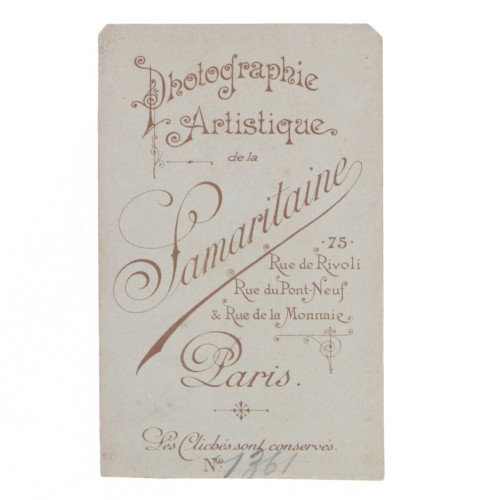 Photographie
Artistique
de la
Samaritaine
·75·
Rue de Rivoli
Rue du Pont-Neuf
& Rue de la Monnaie
Paris.
Les Clichés sont conservés.
Nos 1361